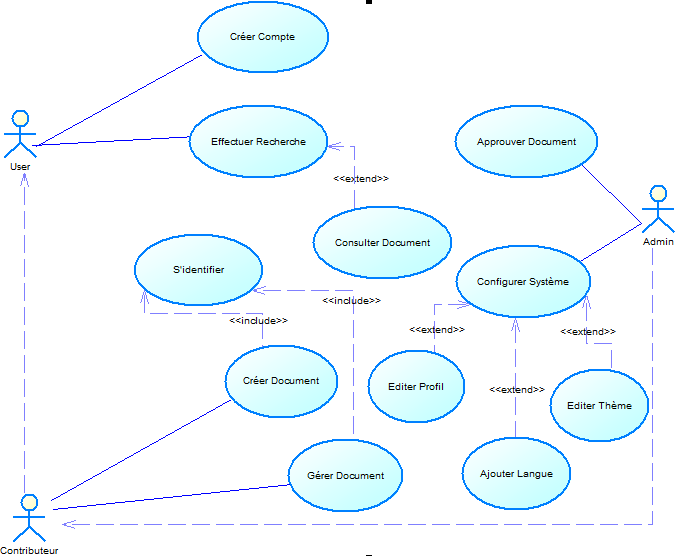 Créer Compte
Effectuer Recherche
Approuver Document
User
<<extend>>
Consulter Document
Admin
S'identifier
Configurer Système
<<include>>
<<include>>
<<extend>>
<<extend>>
Créer Document
Editer Profil
<<extend>>
Editer Thème
Gérer Document
Ajouter Langue
Contributeur